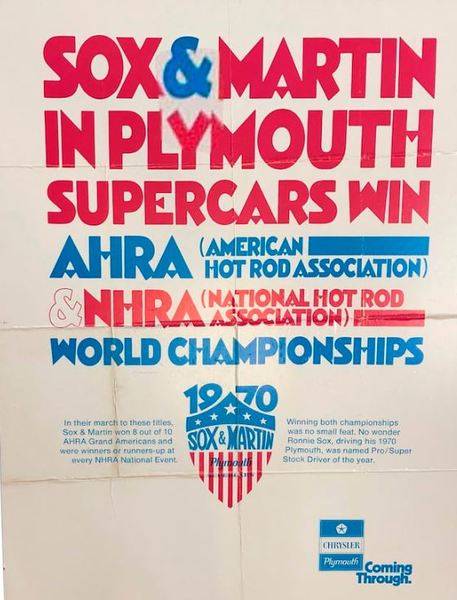 SOX & MARTIN
IN PLYMOUTH
SUPERCARS WIN
AHRA (AMERICAN
HOT ROD ASSOCIATION)
& NHRA (NATIONAL HOT ROD
ASSOCIATION)
WORLD CHAMPIONSHIPS
1970
SOX & MARTIN
Plymouth
In their march to these titles,
Sox & Martin won 8 out of 10
AHRA Grand Americans and
were winners or runners-up at
every NHRA National Event.
Winning both championships
was no small feat. No wonder
Ronnie Sox, driving his 1970
Plymouth, was named Pro/Super
Stock Driver of the year.
CHRYSLER
Plymouth
Coming
Through.